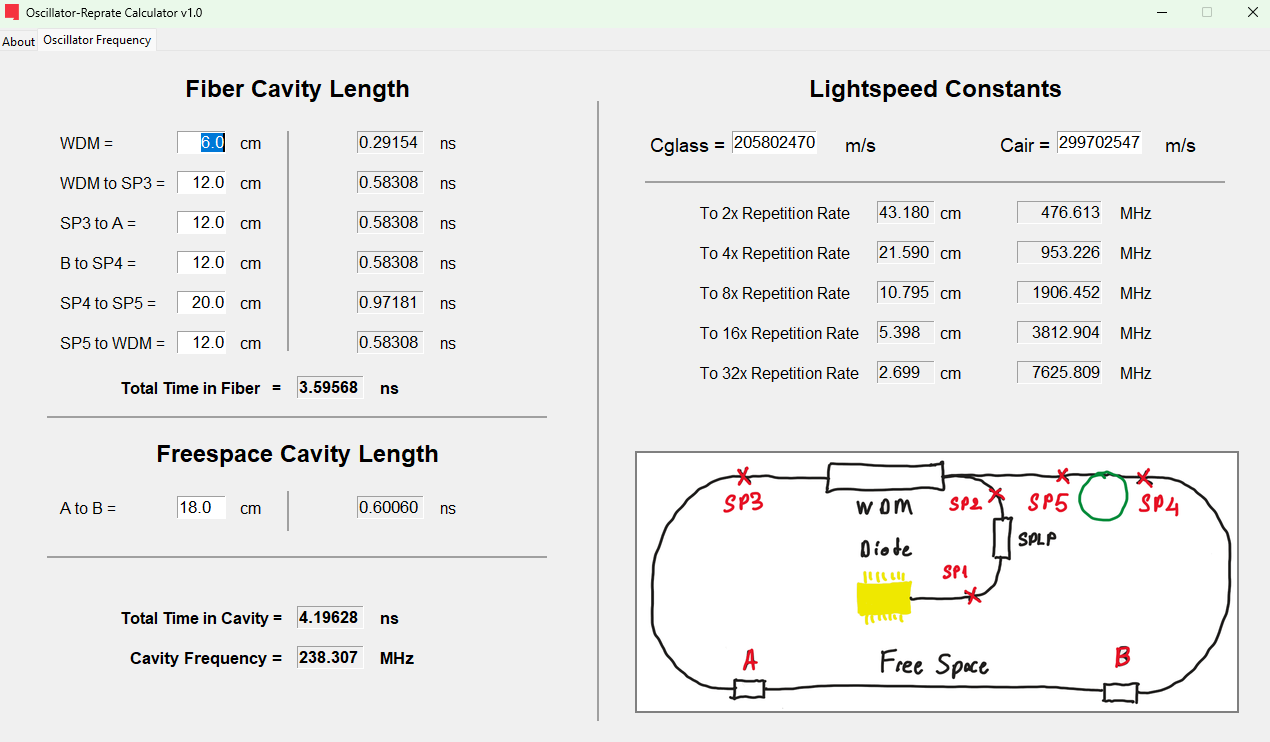 Oscillator-Reprate Calculator v1.0
About Oscillator Frequency
Fiber Cavity Length
WDM = 6.0 cm 0.29154 ns
WDM to SP3 = 12.0 cm 0.58308 ns
SP3 to A = 12.0 cm 0.58308 ns
B to SP4 = 12.0 cm 0.58308 ns
SP4 to SP5 = 20.0 cm 0.97181 ns
SP5 to WDM = 12.0 cm 0.58308 ns
Total Time in Fiber = 3.59568 ns
Freespace Cavity Length
A to B = 18.0 cm 0.60060 ns
Total Time in Cavity = 4.19628 ns
Cavity Frequency = 238.307 MHz
Lightspeed Constants
Cglass = 205802470 m/s Cair = 299702547 m/s
To 2x Repetition Rate 43.180 cm 476.613 MHz
To 4x Repetition Rate 21.590 cm 953.226 MHz
To 8x Repetition Rate 10.795 cm 1906.452 MHz
To 16x Repetition Rate 5.398 cm 3812.904 MHz
To 32x Repetition Rate 2.699 cm 7625.809 MHz
SP3 WDM SP2 SP5 SP4
Diode SPLP
SP1
A Free Space B